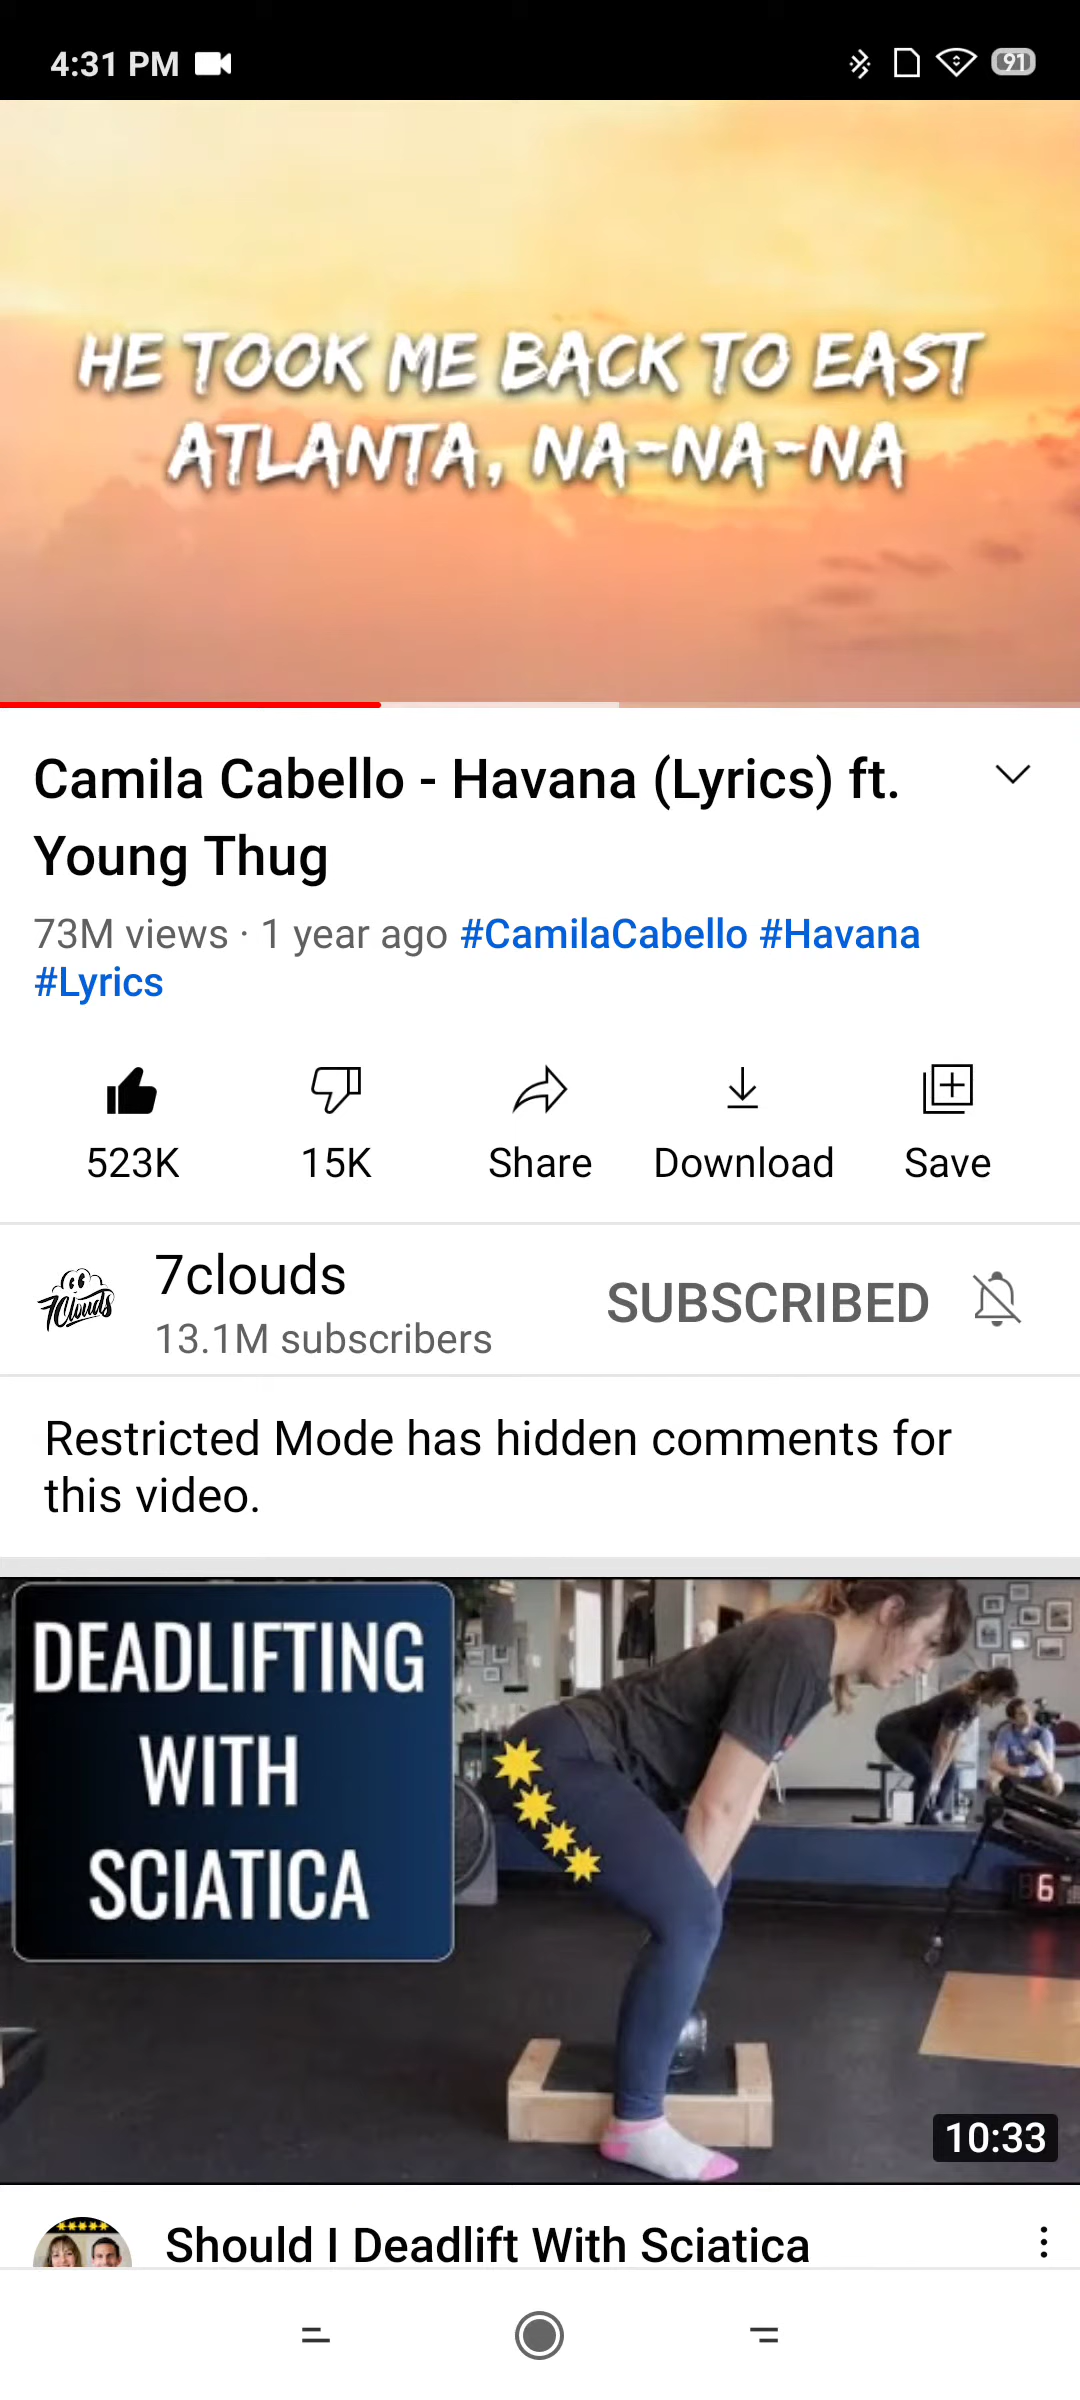 4:31 PM
91
HE TOOK ME BACK TO EAST
ATLANTA, NA-NA-NA
Camila Cabello - Havana (Lyrics) ft.
Young Thug
73M views · 1 year ago #CamilaCabello #Havana
#Lyrics
523K
15K
Share
Download
Save
7Clouds
7clouds
13.1M subscribers
SUBSCRIBED
Restricted Mode has hidden comments for
this video.
DEADLIFTING
WITH
SCIATICA
6
10:33
Should I Deadlift With Sciatica